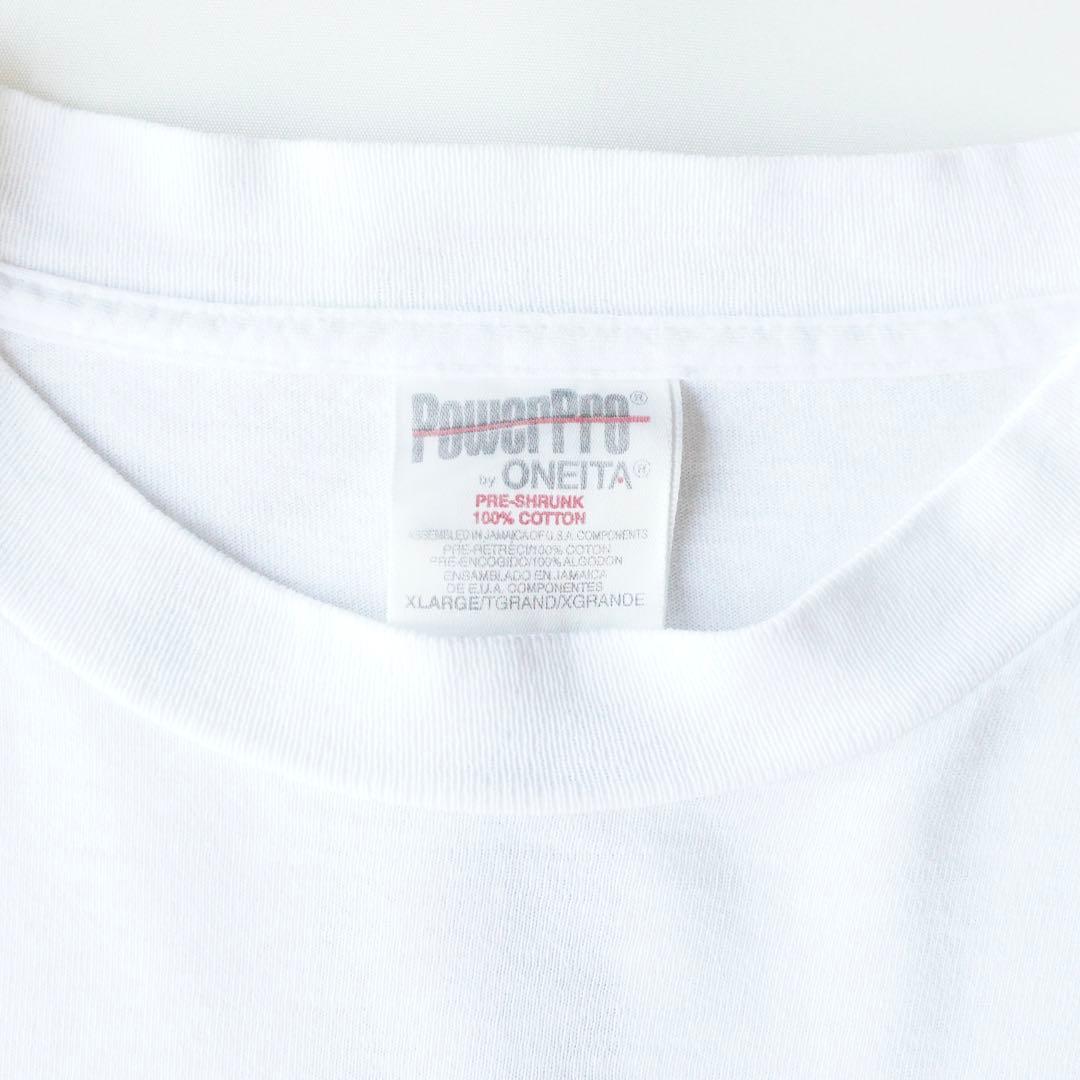 PowerPro®
by ONEITA®
PRE-SHRUNK
100% COTTON
ASSEMBLED IN JAMAICA OF U.S.A. COMPONENTS
PRE-RETRECI/100% COTON
PRE-ENCOGIDO/100% ALGODON
ENSAMBLADO EN JAMAICA
DE E.U.A. COMPONENTES
XLARGE/TGRAND/XGRANDE